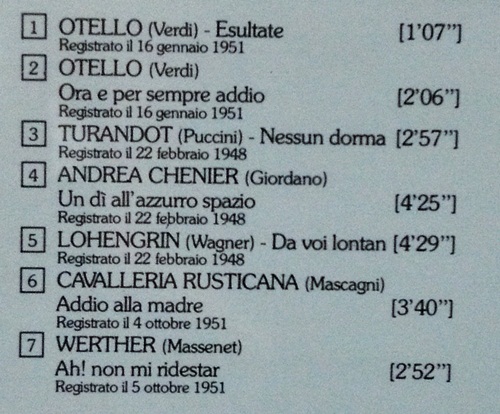 1 OTELLO (Verdi) - Esultate [1'07"]
Registrato il 16 gennaio 1951
2 OTELLO (Verdi)
Ora e per sempre addio [2'06"]
Registrato il 16 gennaio 1951
3 TURANDOT (Puccini) - Nessun dorma [2'57"]
Registrato il 22 febbraio 1948
4 ANDREA CHENIER (Giordano)
Un dì all'azzurro spazio [4'25"]
Registrato il 22 febbraio 1948
5 LOHENGRIN (Wagner) - Da voi lontan [4'29"]
Registrato il 22 febbraio 1948
6 CAVALLERIA RUSTICANA (Mascagni)
Addio alla madre [3'40"]
Registrato il 4 ottobre 1951
7 WERTHER (Massenet)
Ah! non mi ridestar [2'52"]
Registrato il 5 ottobre 1951